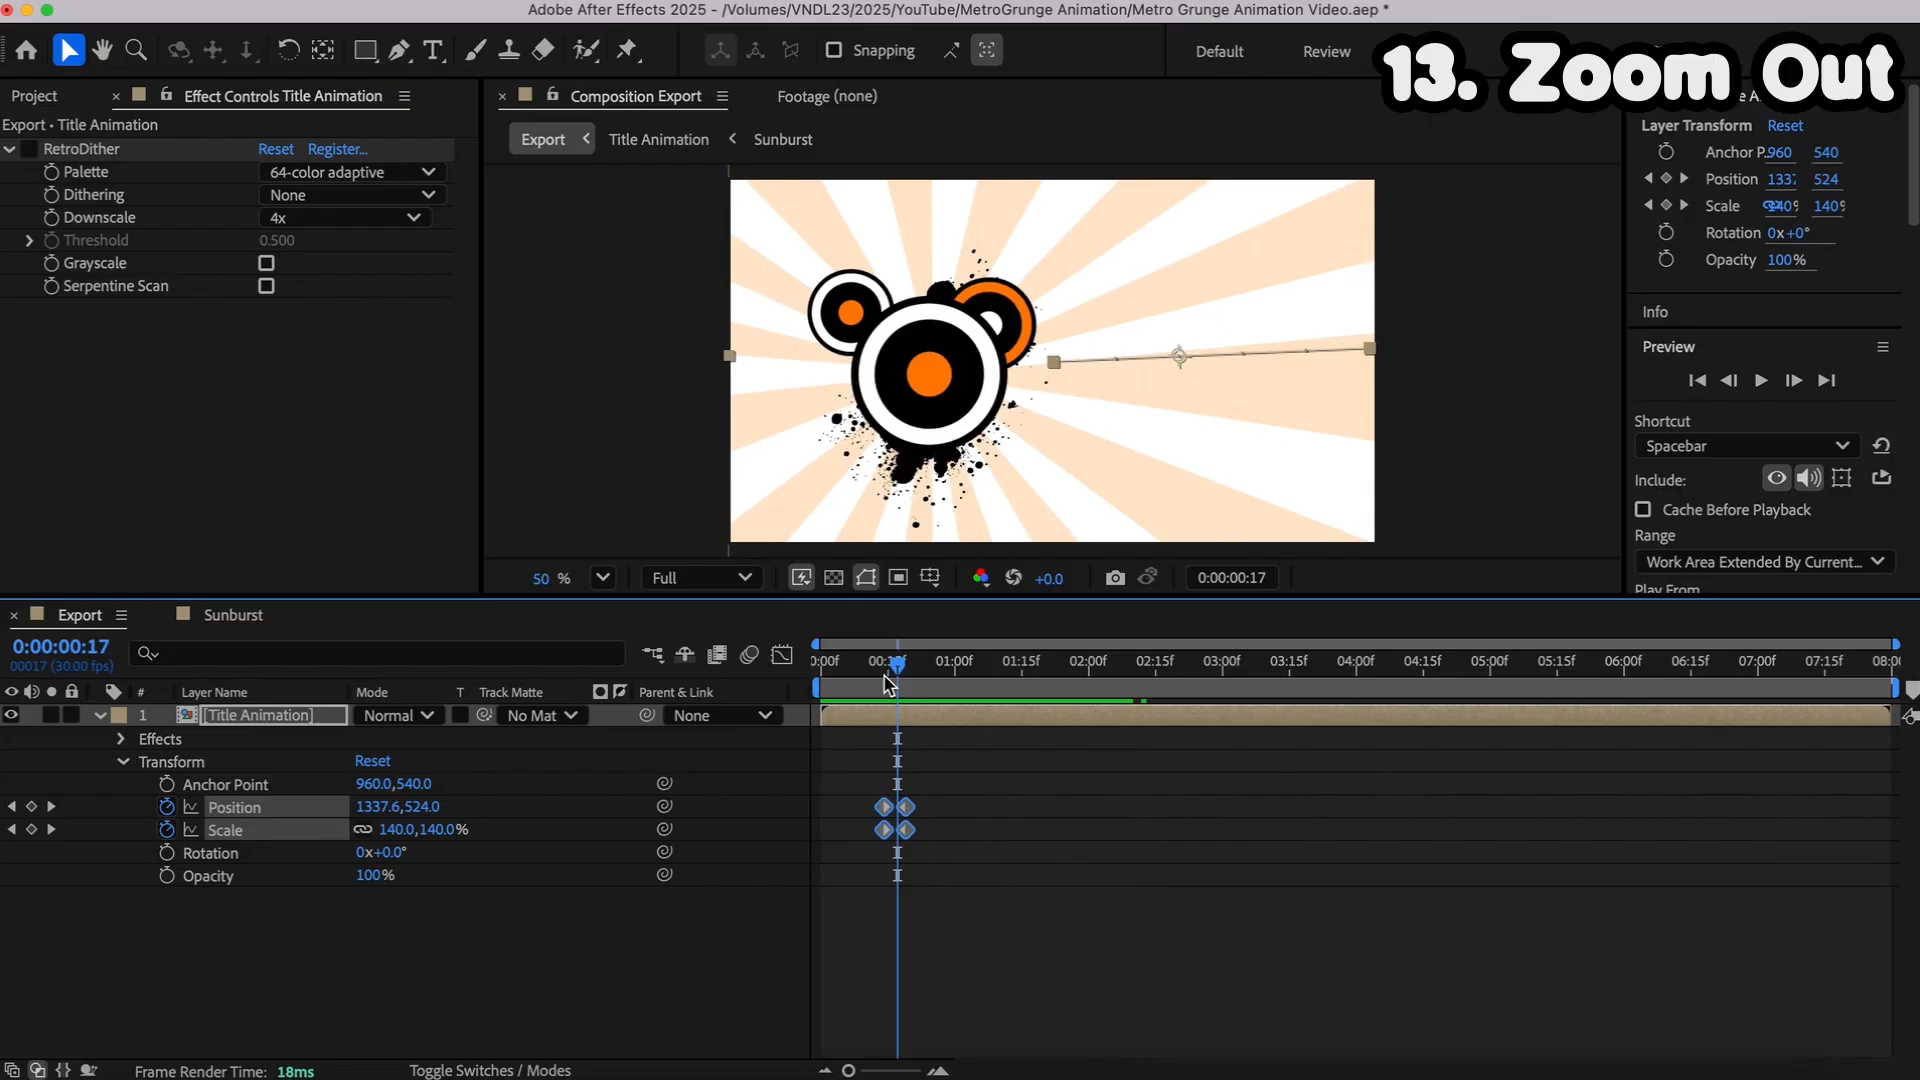 Adobe After Effects 2025 - /Volumes/VNDL23/2025/YouTube/MetroGrunge Animation/Metro Grunge Animation Video.aep *
Snapping
Default
Review
13. Zoom Out
Project
Effect Controls Title Animation
Composition Export
Footage (none)
Export • Title Animation
Layer Transform Reset
Export
Title Animation
Sunburst
RetroDither Reset Register...
Palette 64-color adaptive
Dithering None
Downscale 4x
Threshold 0.500
Grayscale
Serpentine Scan
Anchor P... 960 540
Position 1337 524
Scale 140% 140%
Rotation 0x+0°
Opacity 100%
Info
Preview
Shortcut
Spacebar
Include:
Cache Before Playback
Range
Work Area Extended By Current...
Play From
50 %
Full
+0.0
0:00:00:17
Export
Sunburst
0:00:00:17
00017 (30.00 fps)
01:00f 01:15f 02:00f 02:15f 03:00f 03:15f 04:00f 04:15f 05:00f 05:15f 06:00f 06:15f 07:00f 07:15f
# Layer Name Mode T Track Matte Parent & Link
1 [Title Animation] Normal No Mat None
Effects
Transform Reset
Anchor Point 960.0,540.0
Position 1337.6,524.0
Scale 140.0,140.0%
Rotation 0x+0.0°
Opacity 100%
Frame Render Time: 18ms
Toggle Switches / Modes